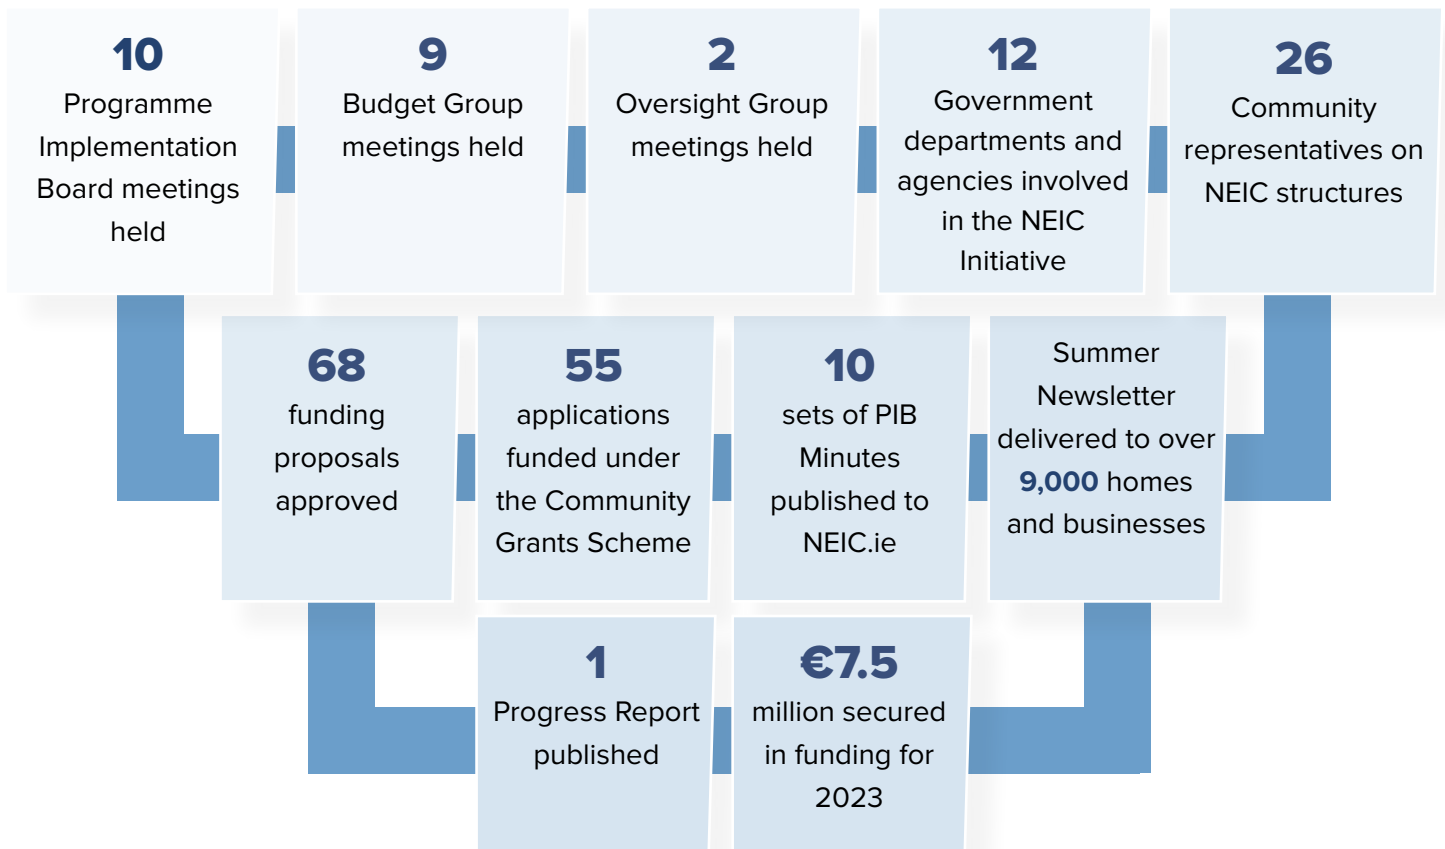 10
Programme
Implementation
Board meetings
held
9
Budget Group
meetings held
2
Oversight Group
meetings held
12
Government
departments and
agencies involved
in the NEIC
Initiative
26
Community
representatives on
NEIC structures
68
funding
proposals
approved
55
applications
funded under
the Community
Grants Scheme
10
sets of PIB
Minutes
published to
NEIC.ie
Summer
Newsletter
delivered to over
9,000 homes
and businesses
1
Progress Report
published
€7.5
million secured
in funding for
2023